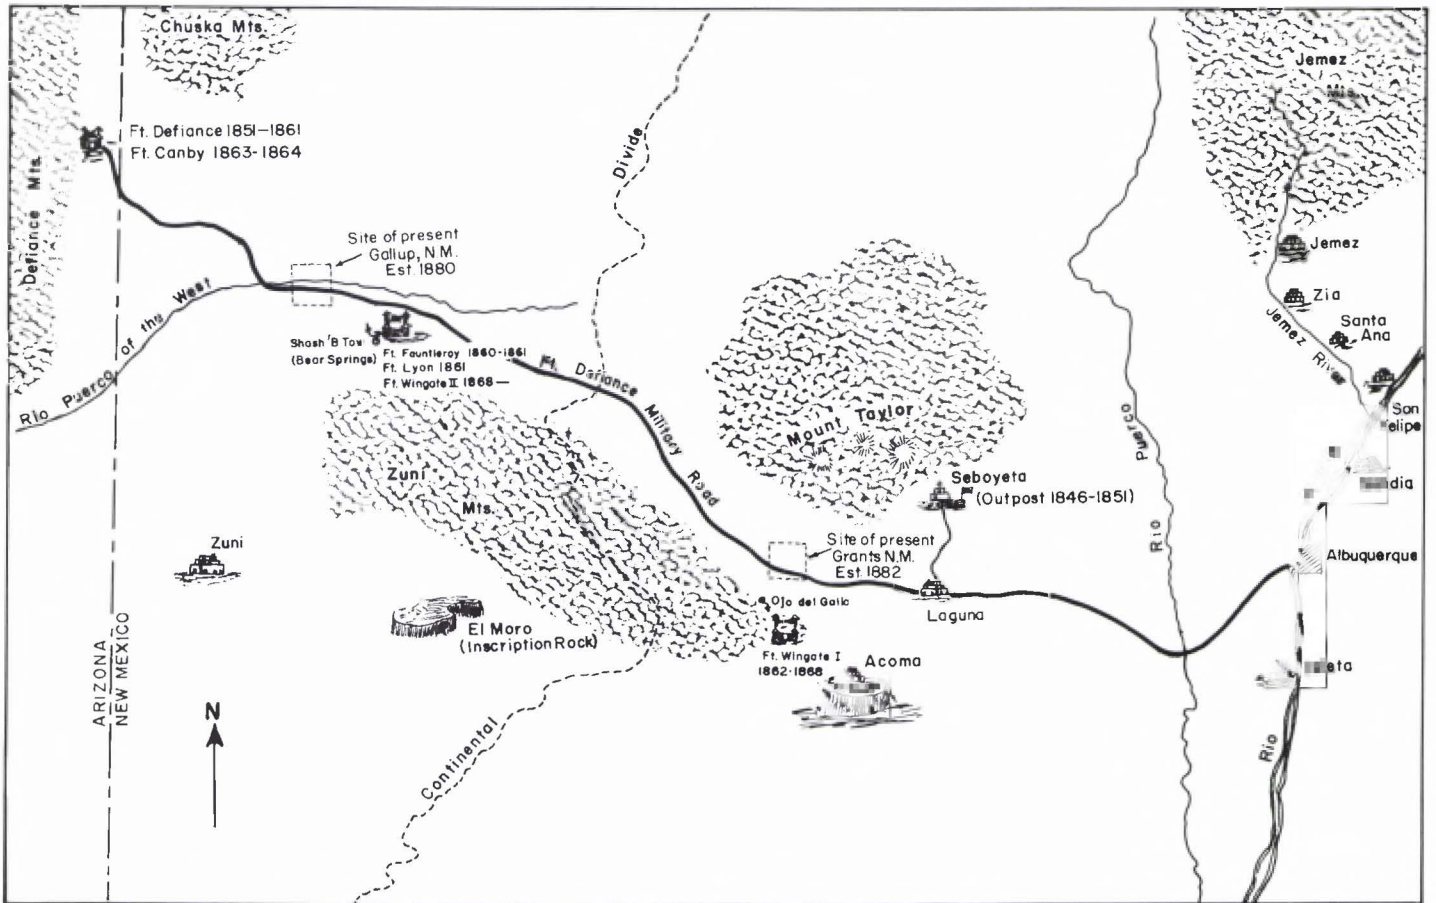 Chuska Mts.
Jemez
Mts.
Ft. Defiance 1851–1861
Ft. Canby 1863-1864
Defiance Mts.
Divide
Site of present
Gallup, N.M.
Est. 1880
Jemez
Zia
Santa
Ana
Jemez River
Rio Puerco of the West
Shash 'B Tow
(Bear Springs)
Ft. Fauntleroy 1860-1861
Ft. Lyon 1861
Ft. Wingate II 1868—
Ft. Defiance Military Road
Mount Taylor
San
Rio Puerco
Zuni
Mts.
Seboyeta
(Outpost 1846-1851)
Zuni
Site of present
Grants N.M.
Est. 1882
Albuquerque
Ojo del Gallo
Laguna
El Moro
(Inscription Rock)
Ft. Wingate I
1862-1868
Acoma
ARIZONA
NEW MEXICO
N
Continental
Rio